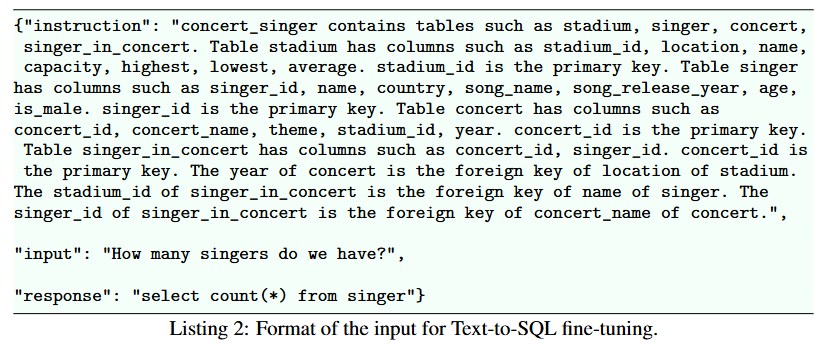 {"instruction": "concert_singer contains tables such as stadium, singer, concert,
singer_in_concert. Table stadium has columns such as stadium_id, location, name,
capacity, highest, lowest, average. stadium_id is the primary key. Table singer
has columns such as singer_id, name, country, song_name, song_release_year, age,
is_male. singer_id is the primary key. Table concert has columns such as
concert_id, concert_name, theme, stadium_id, year. concert_id is the primary key.
Table singer_in_concert has columns such as concert_id, singer_id. concert_id is
the primary key. The year of concert is the foreign key of location of stadium.
The stadium_id of singer_in_concert is the foreign key of name of singer. The
singer_id of singer_in_concert is the foreign key of concert_name of concert.",
"input": "How many singers do we have?",
"response": "select count(*) from singer"}
Listing 2: Format of the input for Text-to-SQL fine-tuning.